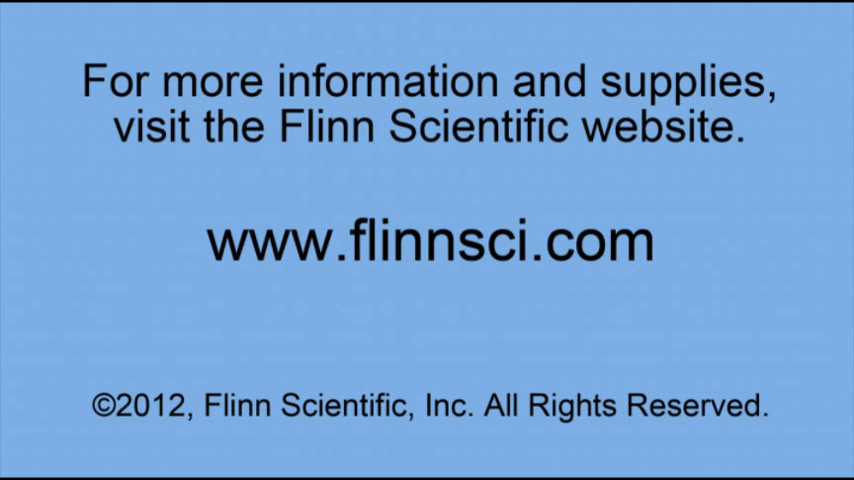 For more information and supplies,
visit the Flinn Scientific website.
www.flinnsci.com
©2012, Flinn Scientific, Inc. All Rights Reserved.